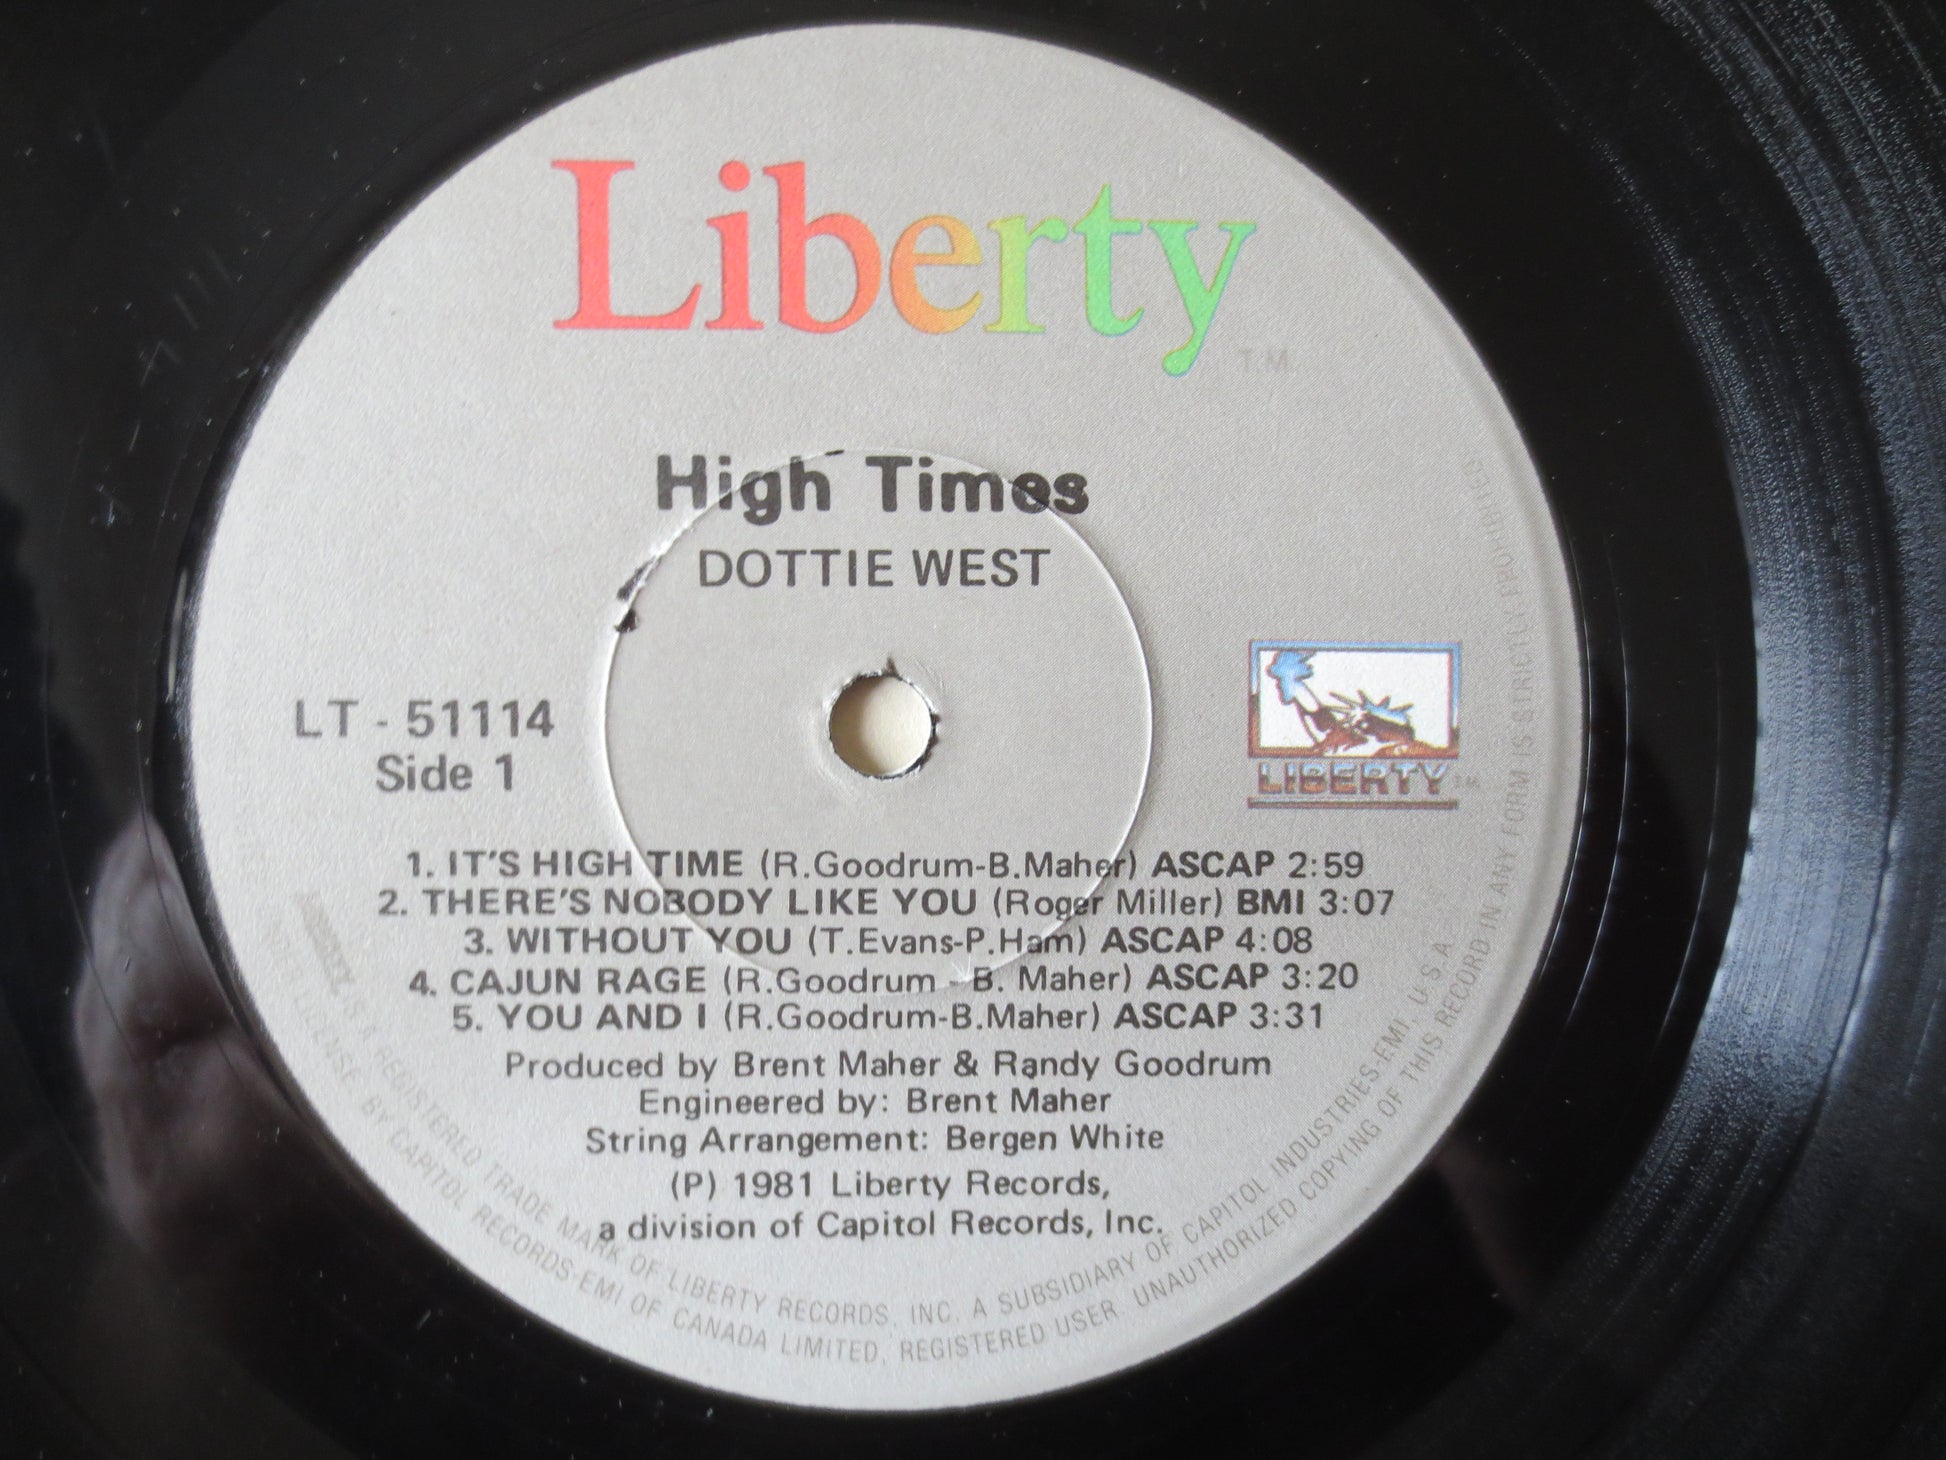 Liberty
T.M.
High Times
DOTTIE WEST
LT - 51114
Side 1
LIBERTY
1. IT'S HIGH TIME (R.Goodrum-B.Maher) ASCAP 2:59
2. THERE'S NOBODY LIKE YOU (Roger Miller) BMI 3:07
3. WITHOUT YOU (T.Evans-P.Ham) ASCAP 4:08
4. CAJUN RAGE (R.Goodrum - B. Maher) ASCAP 3:20
5. YOU AND I (R.Goodrum-B.Maher) ASCAP 3:31
Produced by Brent Maher & Randy Goodrum
Engineered by: Brent Maher
String Arrangement: Bergen White
(P) 1981 Liberty Records,
a division of Capitol Records, Inc.
IS A REGISTERED TRADE MARK OF LIBERTY RECORDS, INC. A SUBSIDIARY OF CAPITOL INDUSTRIES-EMI, U.S.A.
UNDER LICENSE BY CAPITOL RECORDS-EMI OF CANADA LIMITED, REGISTERED USER. UNAUTHORIZED COPYING OF THIS RECORD IN ANY FORM IS STRICTLY PROHIBITED